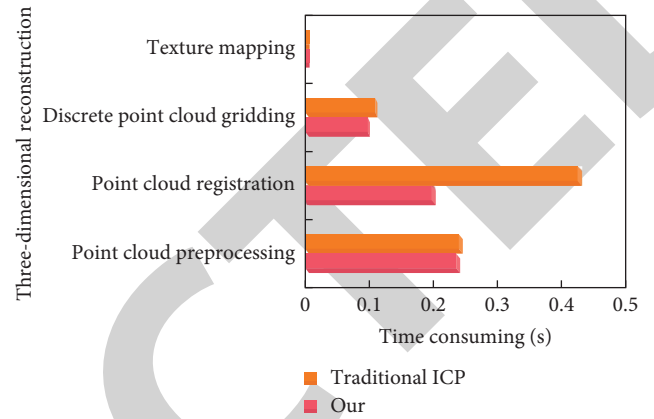 Three-dimensional reconstruction
Texture mapping
Discrete point cloud gridding
Point cloud registration
Point cloud preprocessing
0 0.1 0.2 0.3 0.4 0.5
Time consuming (s)
Traditional ICP
Our